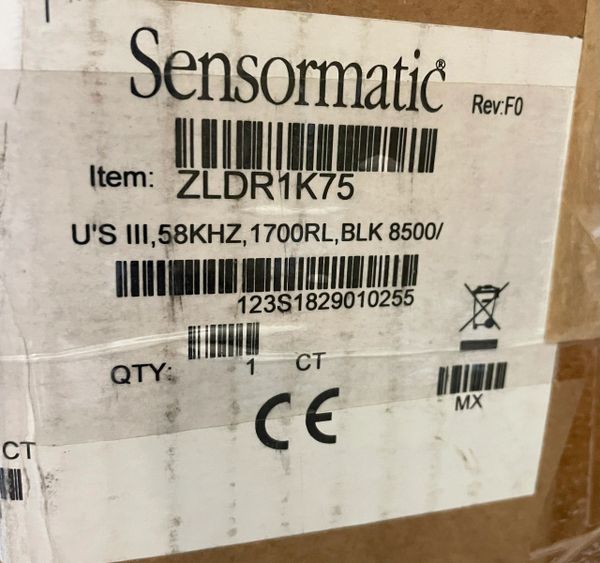 Sensormatic®
Rev:F0
Item: ZLDR1K75
U'S III,58KHZ,1700RL,BLK 8500/
123S1829010255
QTY: 1 CT
MX
CE
CT